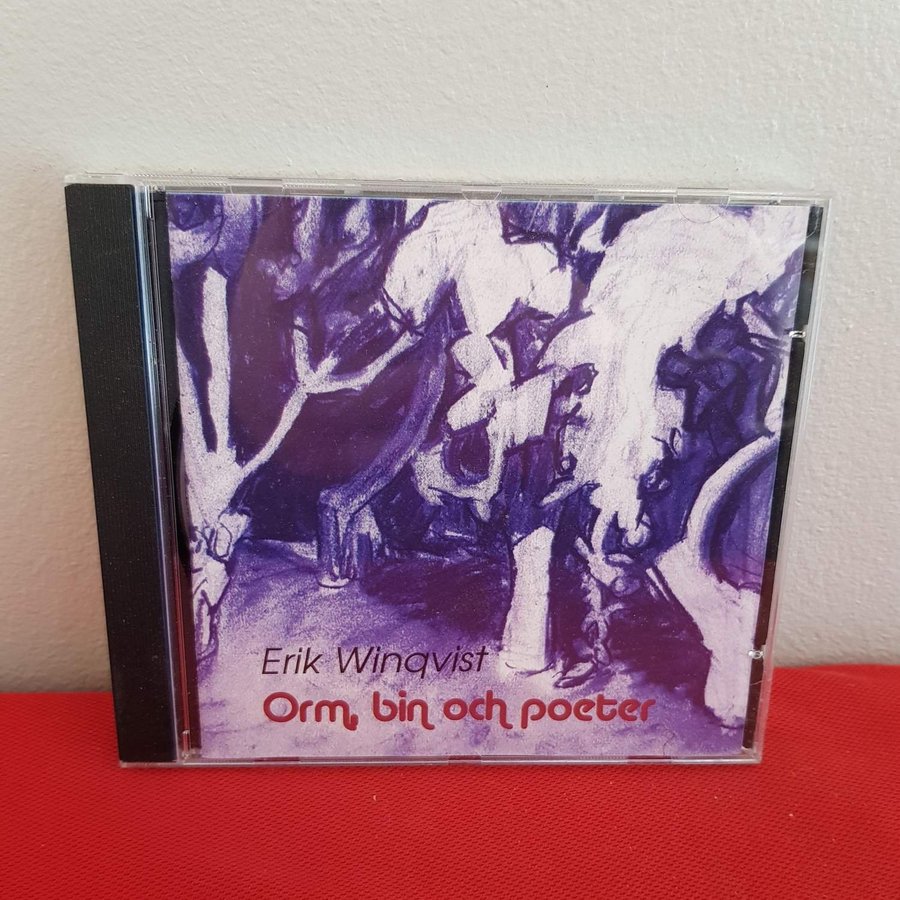 Erik Winqvist
Orm, bin och poeter